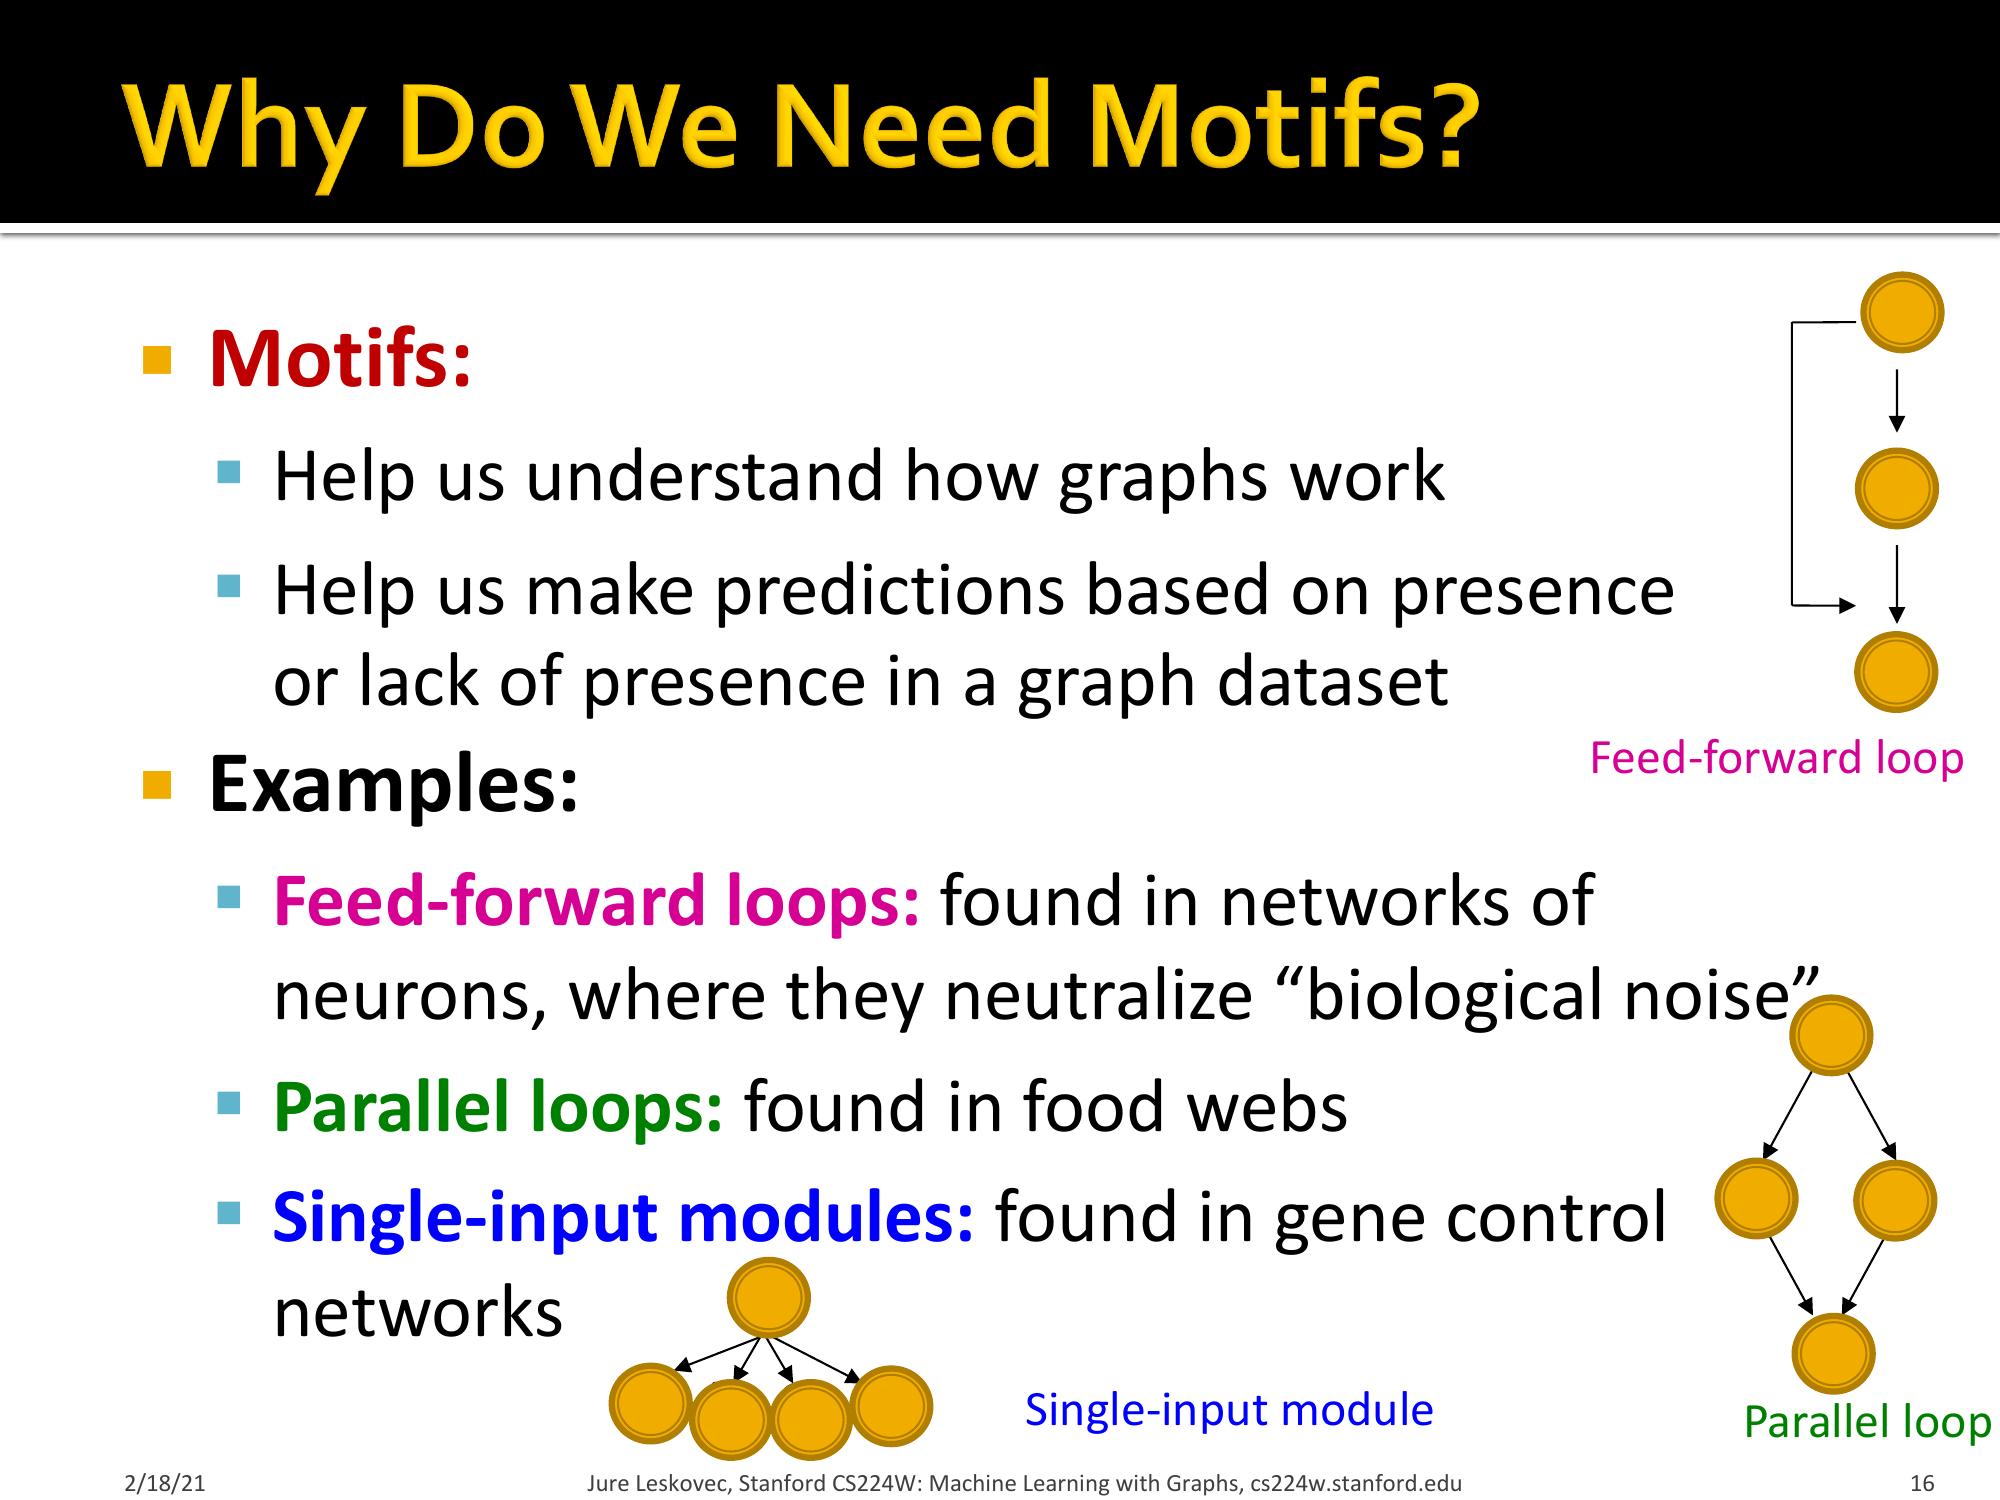 Why Do We Need Motifs?
Motifs:
Help us understand how graphs work
Help us make predictions based on presence
or lack of presence in a graph dataset
Feed-forward loop
Examples:
Feed-forward loops: found in networks of
neurons, where they neutralize “biological noise”
Parallel loops: found in food webs
Single-input modules: found in gene control
networks
Single-input module
Parallel loop
2/18/21
Jure Leskovec, Stanford CS224W: Machine Learning with Graphs, cs224w.stanford.edu
16